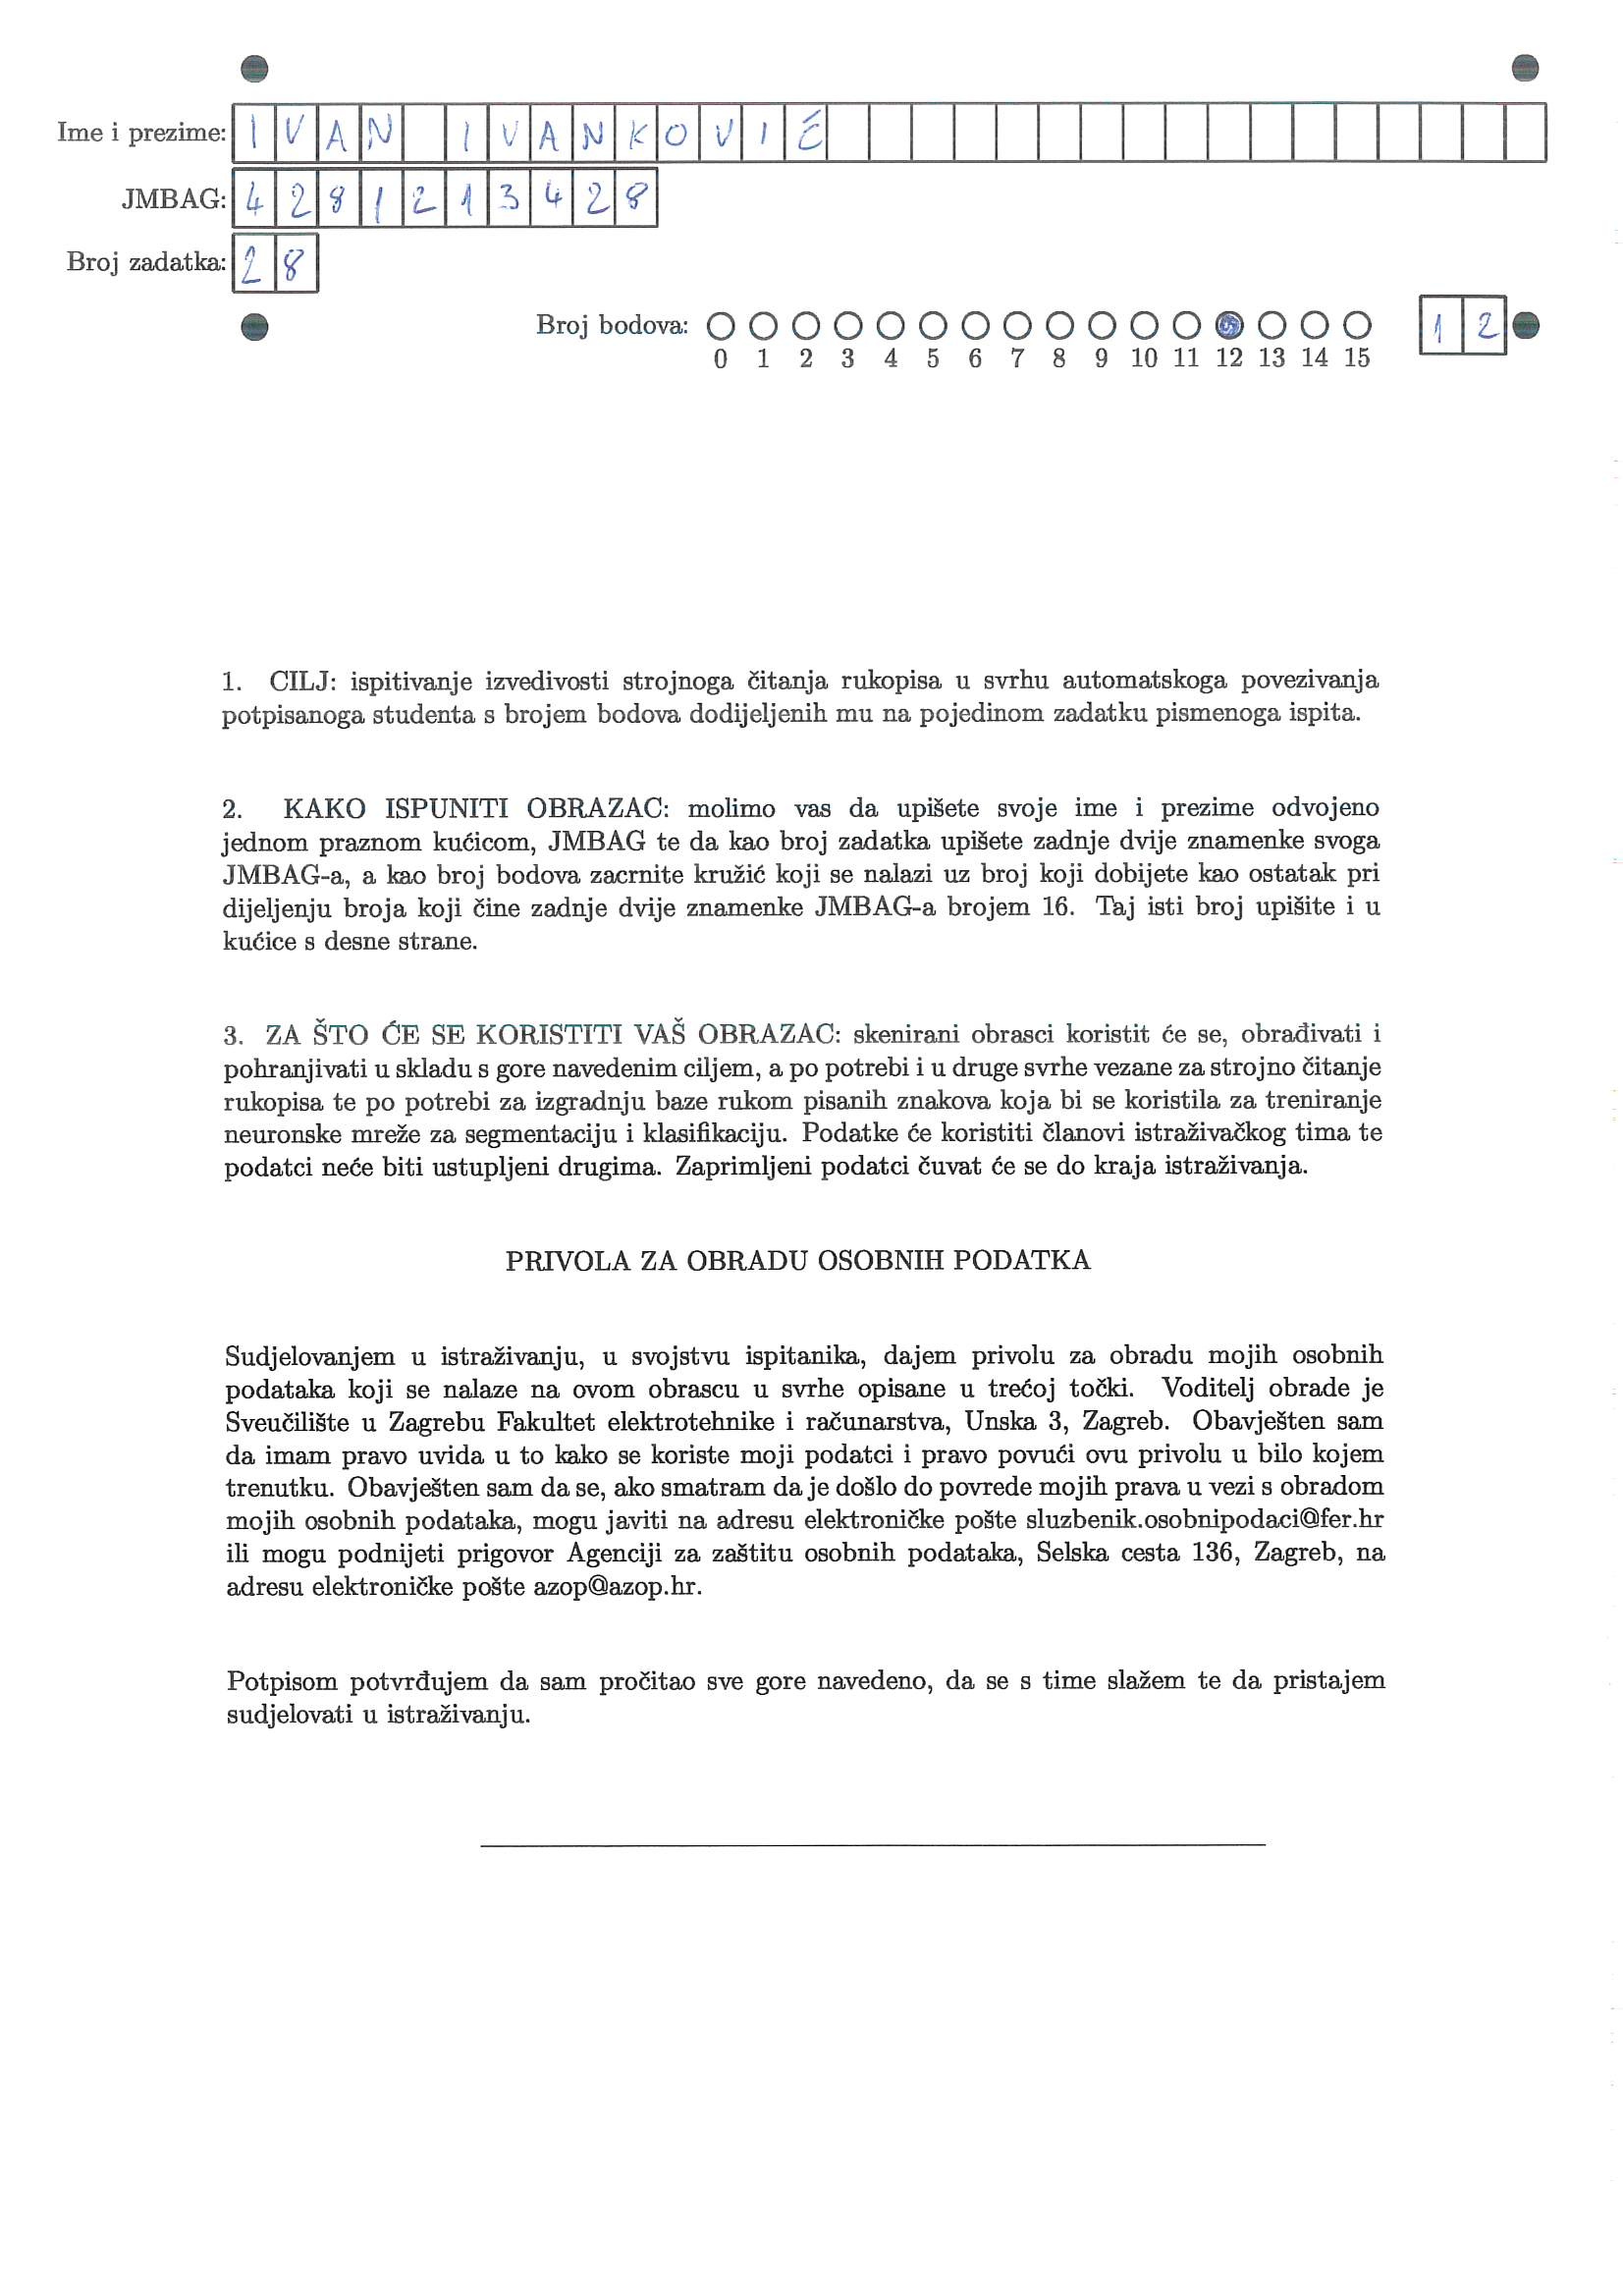 Ime i prezime: IVAN IVANKOVIĆ
JMBAG: 4281213428
Broj zadatka: 28
Broj bodova: 12
0 1 2 3 4 5 6 7 8 9 10 11 12 13 14 15
1. CILJ: ispitivanje izvedivosti strojnoga čitanja rukopisa u svrhu automatskoga povezivanja
potpisanoga studenta s brojem bodova dodijeljenih mu na pojedinom zadatku pismenoga ispita.
2. KAKO ISPUNITI OBRAZAC: molimo vas da upišete svoje ime i prezime odvojeno
jednom praznom kućicom, JMBAG te da kao broj zadatka upišete zadnje dvije znamenke svoga
JMBAG-a, a kao broj bodova zacrnite kružić koji se nalazi uz broj koji dobijete kao ostatak pri
dijeljenju broja koji čine zadnje dvije znamenke JMBAG-a brojem 16. Taj isti broj upišite i u
kućice s desne strane.
3. ZA ŠTO ĆE SE KORISTITI VAŠ OBRAZAC: skenirani obrasci koristit će se, obrađivati i
pohranjivati u skladu s gore navedenim ciljem, a po potrebi i u druge svrhe vezane za strojno čitanje
rukopisa te po potrebi za izgradnju baze rukom pisanih znakova koja bi se koristila za treniranje
neuronske mreže za segmentaciju i klasifikaciju. Podatke će koristiti članovi istraživačkog tima te
podatci neće biti ustupljeni drugima. Zaprimljeni podatci čuvat će se do kraja istraživanja.
PRIVOLA ZA OBRADU OSOBNIH PODATKA
Sudjelovanjem u istraživanju, u svojstvu ispitanika, dajem privolu za obradu mojih osobnih
podataka koji se nalaze na ovom obrascu u svrhe opisane u trećoj točki. Voditelj obrade je
Sveučilište u Zagrebu Fakultet elektrotehnike i računarstva, Unska 3, Zagreb. Obavješten sam
da imam pravo uvida u to kako se koriste moji podatci i pravo povući ovu privolu u bilo kojem
trenutku. Obavješten sam da se, ako smatram da je došlo do povrede mojih prava u vezi s obradom
mojih osobnih podataka, mogu javiti na adresu elektroničke pošte sluzbenik.osobnipodaci@fer.hr
ili mogu podnijeti prigovor Agenciji za zaštitu osobnih podataka, Selska cesta 136, Zagreb, na
adresu elektroničke pošte azop@azop.hr.
Potpisom potvrđujem da sam pročitao sve gore navedeno, da se s time slažem te da pristajem
sudjelovati u istraživanju.